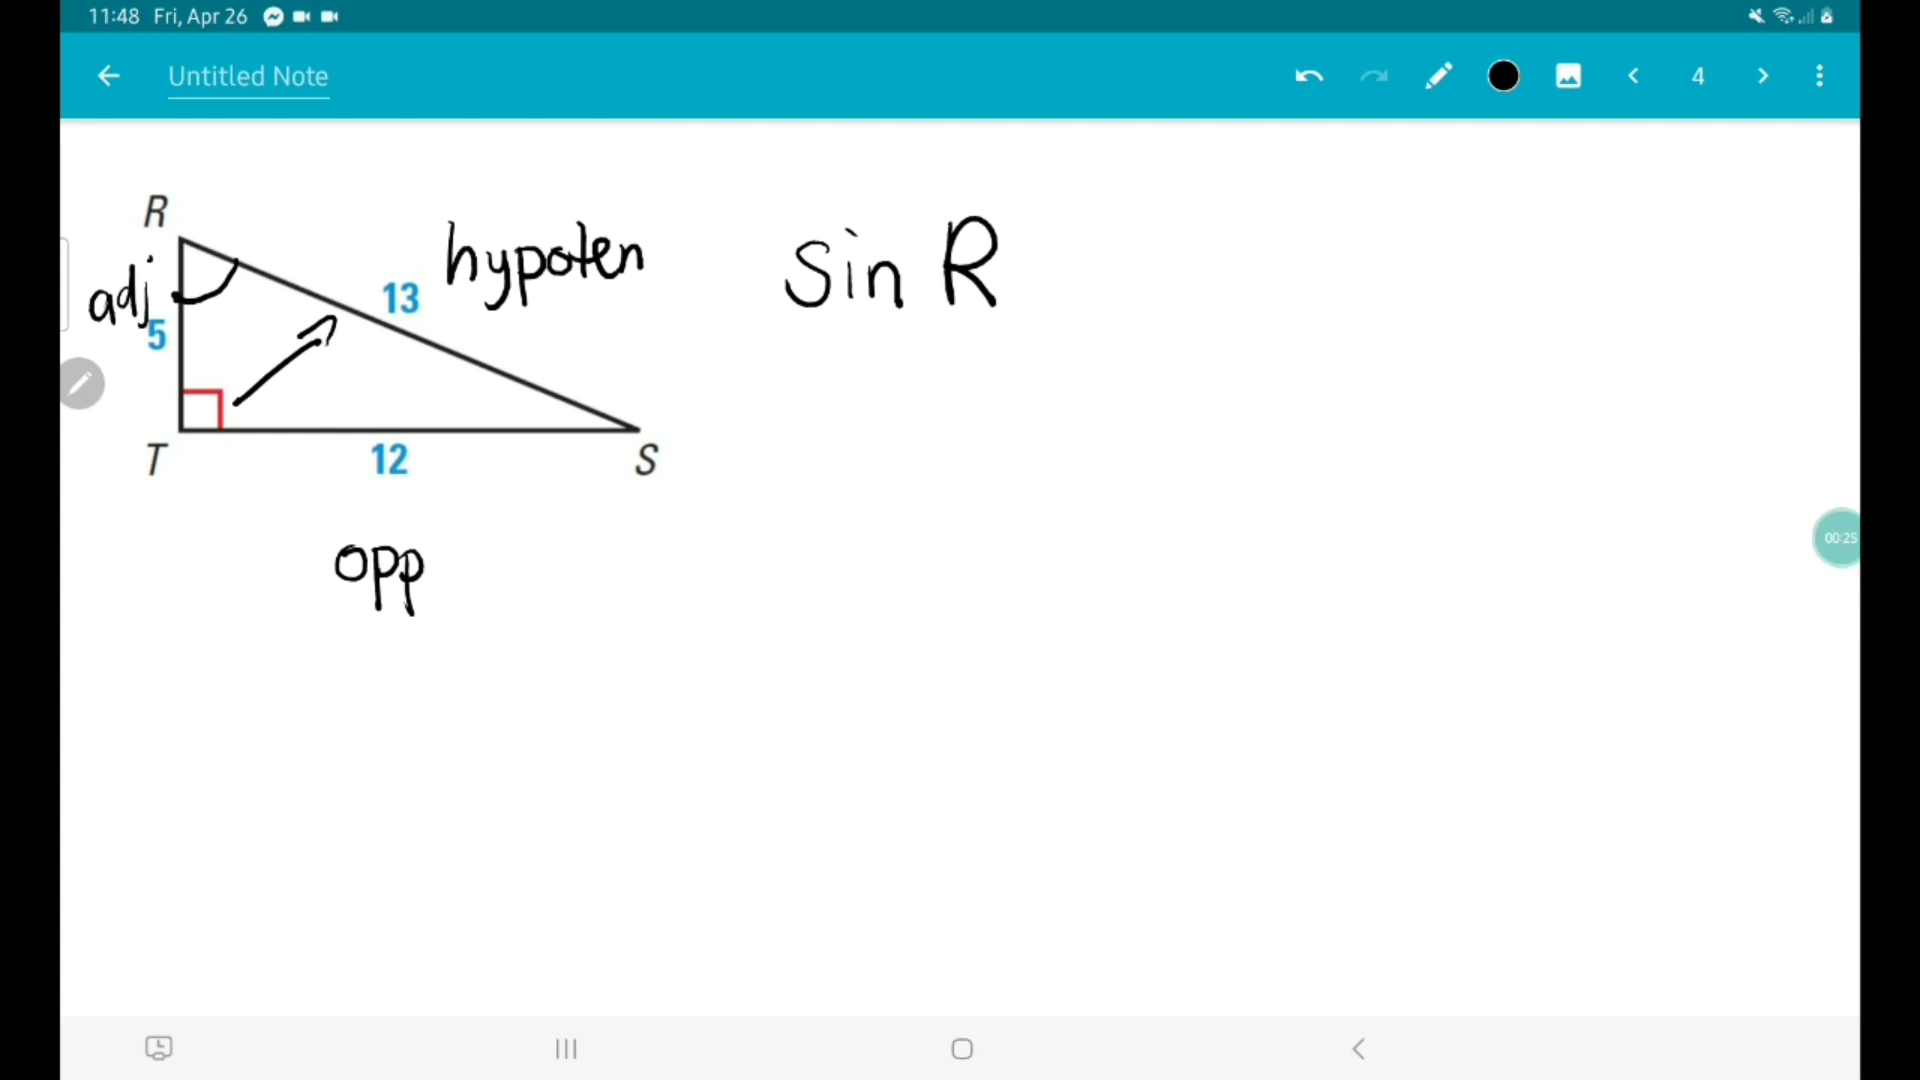 11:48 Fri, Apr 26
Untitled Note
4
R
adj
5
13
hypoten
sin R
T
12
S
00:25
opp